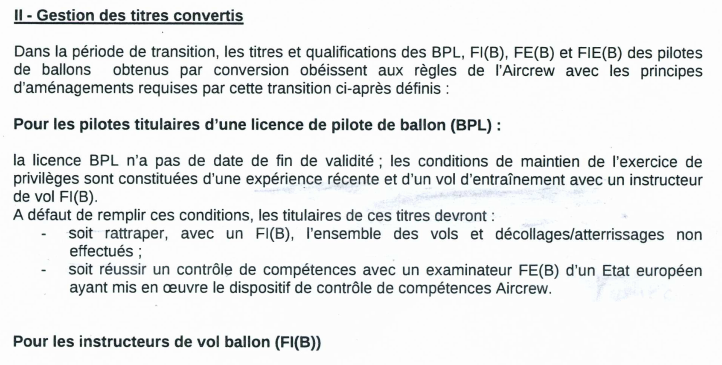 II - Gestion des titres convertis
Dans la période de transition, les titres et qualifications des BPL, FI(B), FE(B) et FIE(B) des pilotes
de ballons obtenus par conversion obéissent aux règles de l'Aircrew avec les principes
d'aménagements requises par cette transition ci-après définis :
Pour les pilotes titulaires d'une licence de pilote de ballon (BPL) :
la licence BPL n'a pas de date de fin de validité ; les conditions de maintien de l'exercice de
privilèges sont constituées d'une expérience récente et d'un vol d'entraînement avec un instructeur
de vol FI(B).
A défaut de remplir ces conditions, les titulaires de ces titres devront :
- soit rattraper, avec un FI(B), l'ensemble des vols et décollages/atterrissages non
effectués ;
- soit réussir un contrôle de compétences avec un examinateur FE(B) d'un Etat européen
ayant mis en œuvre le dispositif de contrôle de compétences Aircrew.
Pour les instructeurs de vol ballon (FI(B))